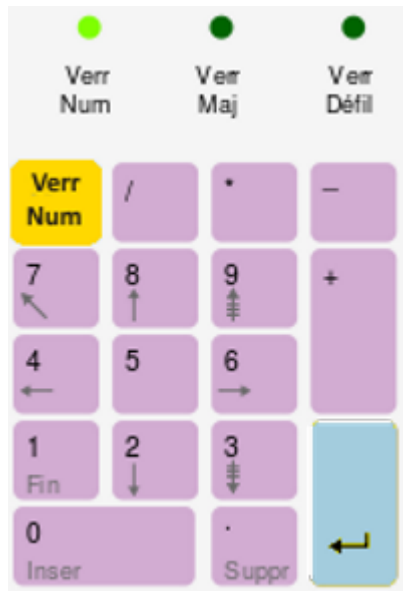 Verr Verr Verr
Num Maj Défil
Verr
Num
/ * –
7 8 9 +
4 5 6
1 2 3
Fin
0 .
Inser Suppr